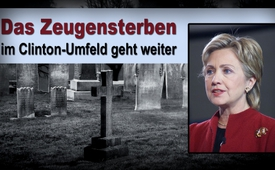 Das Zeugensterben
im Clinton-Umfeld geht weiter